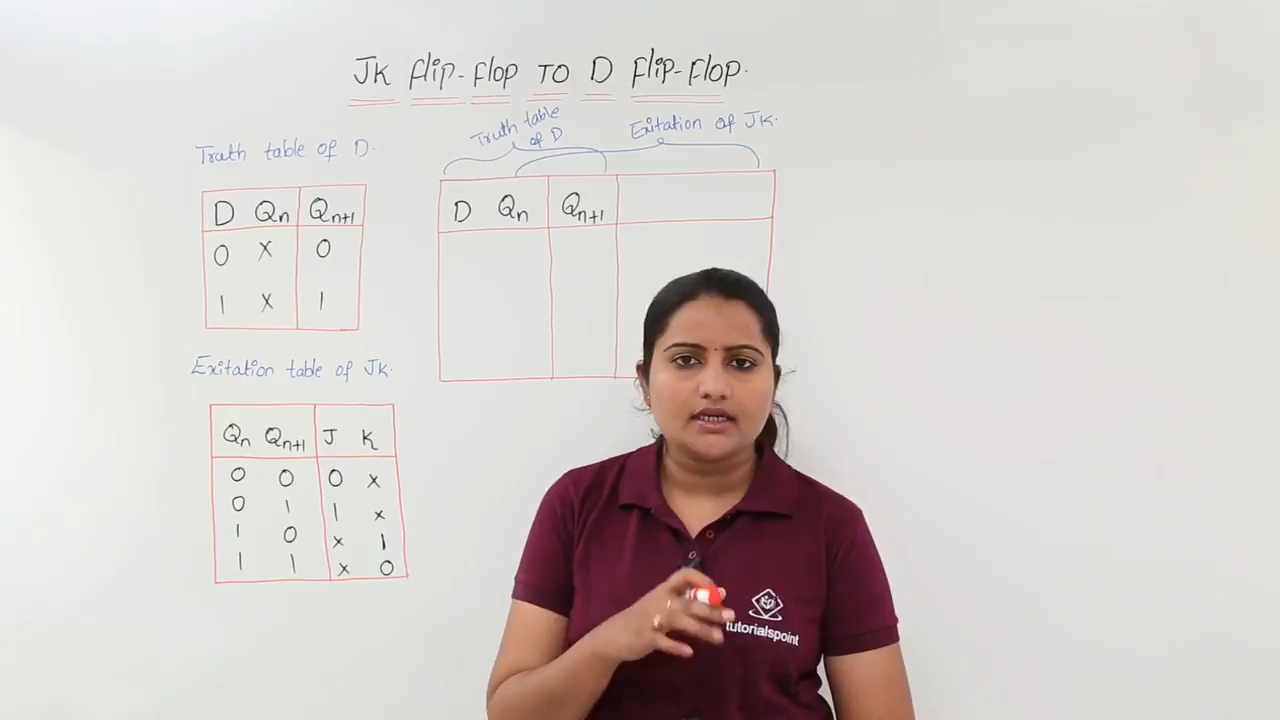 JK flip-flop TO D flip-flop.
Truth table of D.
D Qn Qn+1
0 x 0
1 x 1
Exitation table of JK.
Qn Qn+1 J K
0 0 0 x
0 1 1 x
1 0 x 1
1 1 x 0
Truth table
of D
Exitation of JK.
D Qn Qn+1
tutorialspoint